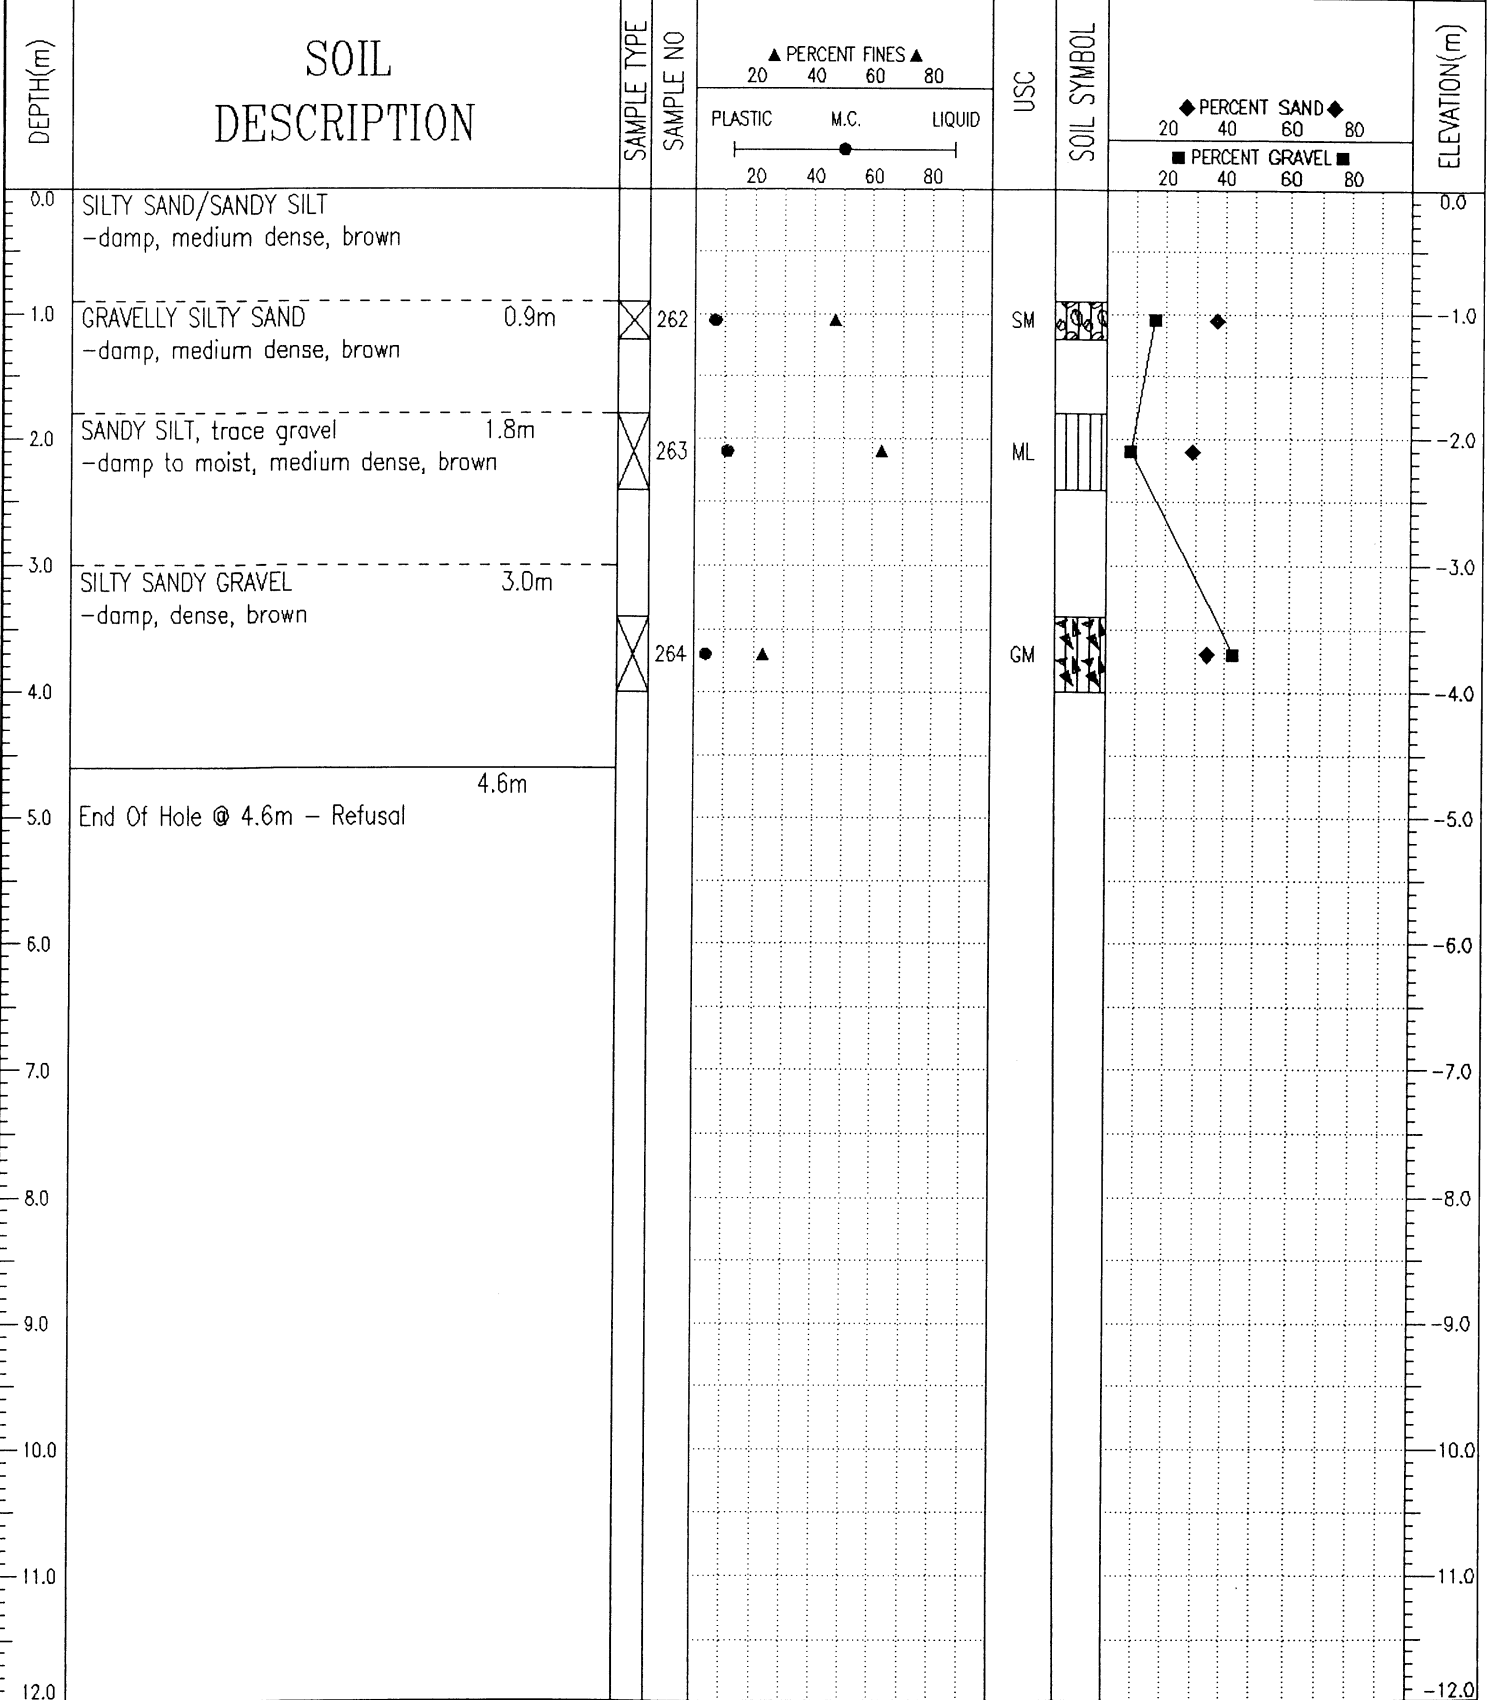 DEPTH(m)
SOIL
DESCRIPTION
SAMPLE TYPE
SAMPLE NO
▲ PERCENT FINES ▲
20 40 60 80
PLASTIC M.C. LIQUID
20 40 60 80
USC
SOIL SYMBOL
◆ PERCENT SAND ◆
20 40 60 80
■ PERCENT GRAVEL ■
20 40 60 80
ELEVATION(m)
0.0 SILTY SAND/SANDY SILT 0.0
-damp, medium dense, brown
1.0 GRAVELLY SILTY SAND 0.9m 262 SM -1.0
-damp, medium dense, brown
2.0 SANDY SILT, trace gravel 1.8m 263 ML -2.0
-damp to moist, medium dense, brown
3.0 -3.0
SILTY SANDY GRAVEL 3.0m
-damp, dense, brown
264 GM
4.0 -4.0
4.6m
5.0 End Of Hole @ 4.6m - Refusal -5.0
6.0 -6.0
7.0 -7.0
8.0 -8.0
9.0 -9.0
10.0 -10.0
11.0 -11.0
12.0 -12.0